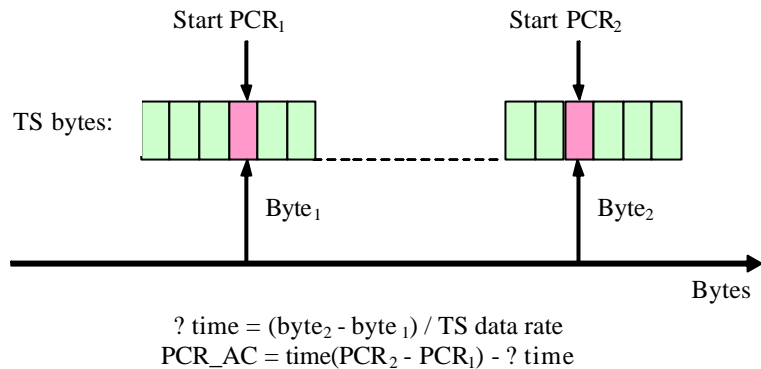 Start PCR₁
Start PCR₂
TS bytes:
Byte₁
Byte₂
Bytes
? time = (byte₂ - byte ₁) / TS data rate
PCR_AC = time(PCR₂ - PCR₁) - ? time